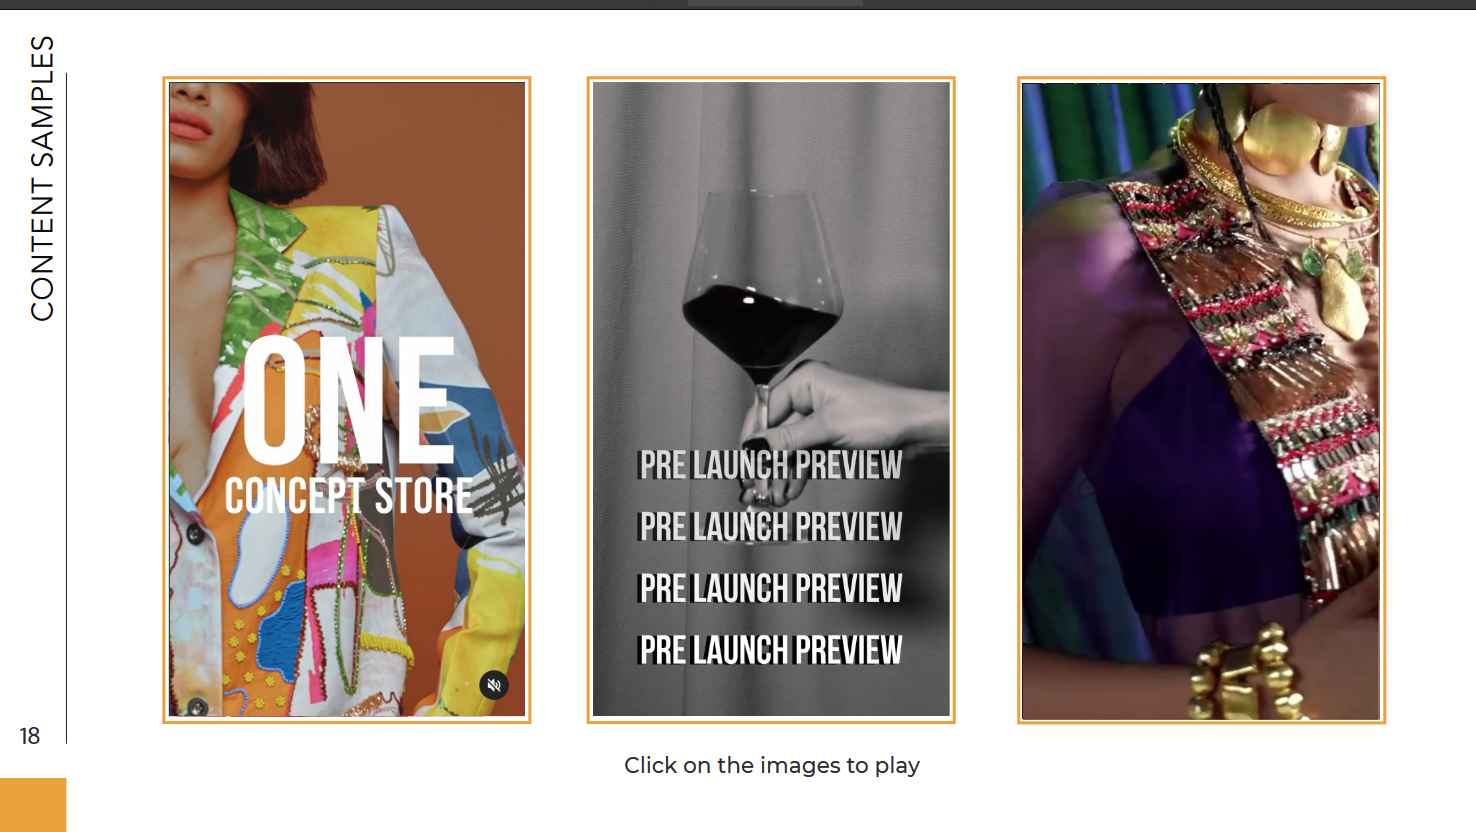 CONTENT SAMPLES
ONE
CONCEPT STORE
PRE LAUNCH PREVIEW
PRE LAUNCH PREVIEW
PRE LAUNCH PREVIEW
PRE LAUNCH PREVIEW
18
Click on the images to play